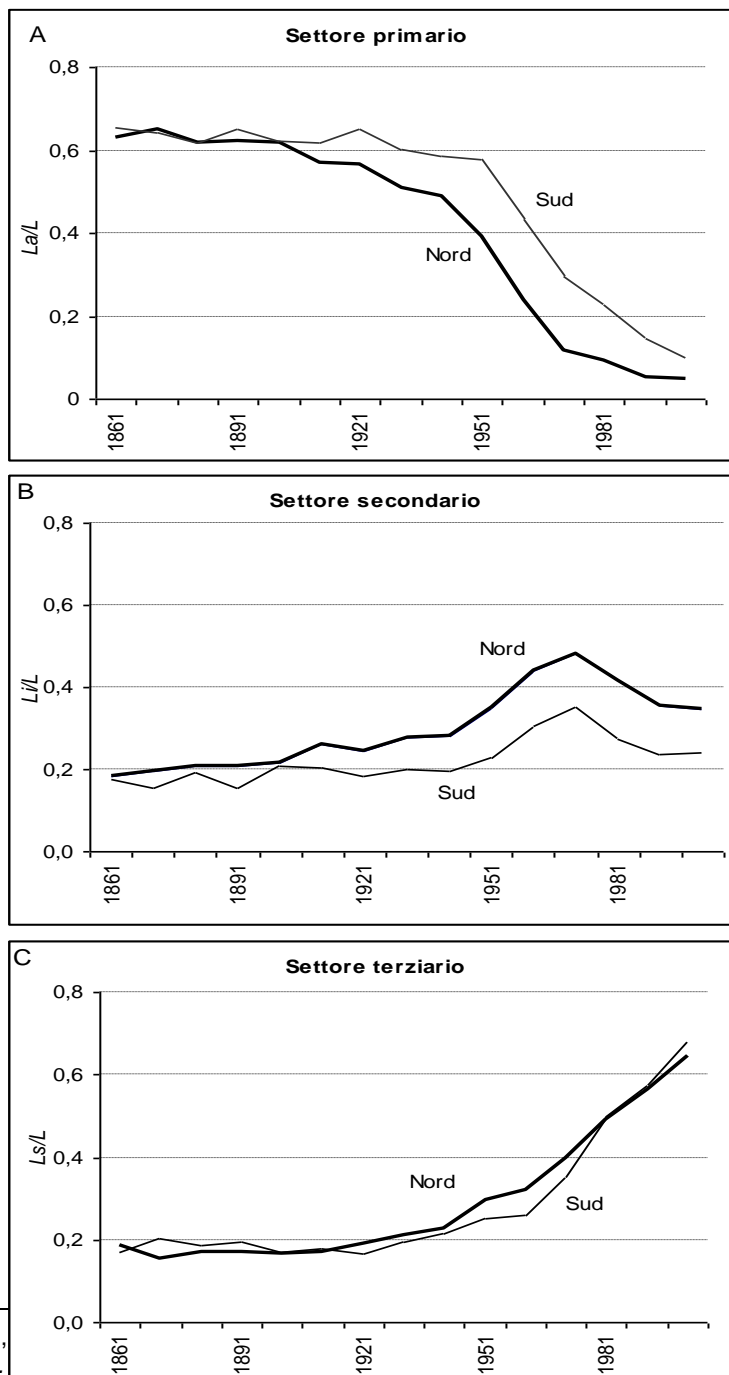 A
Settore primario
0,8
0,6
0,4
0,2
0
La/L
Sud
Nord
1861
1891
1921
1951
1981
B
Settore secondario
0,8
0,6
0,4
0,2
0,0
Li/L
Nord
Sud
1861
1891
1921
1951
1981
C
Settore terziario
0,8
0,6
0,4
0,2
0,0
Ls/L
Nord
Sud
1861
1891
1921
1951
1981
,
.